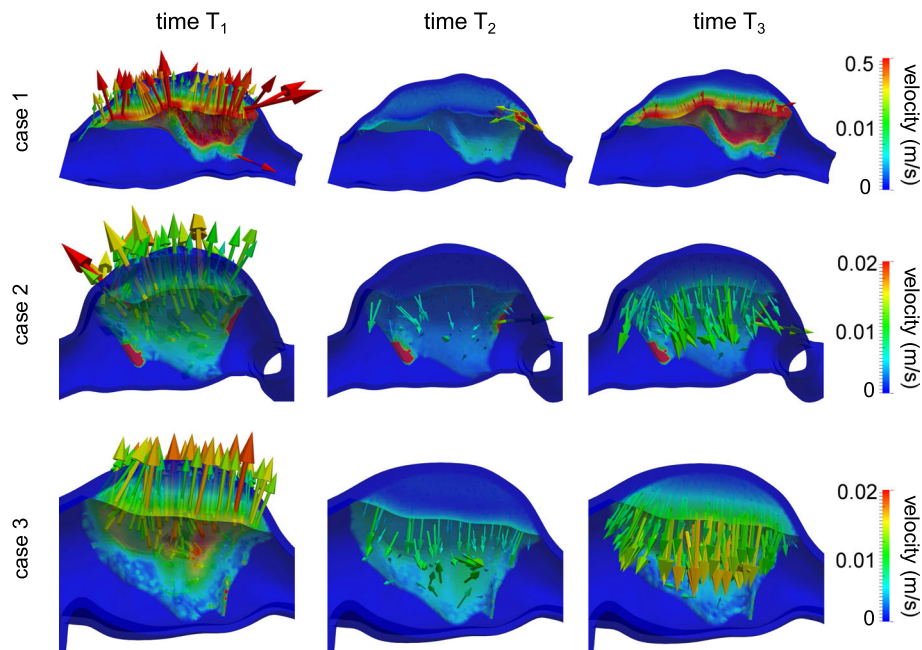 time T₁ time T₂ time T₃
case 1
0.5
0.01
0
velocity (m/s)
case 2
0.02
0.01
0
velocity (m/s)
case 3
0.02
0.01
0
velocity (m/s)